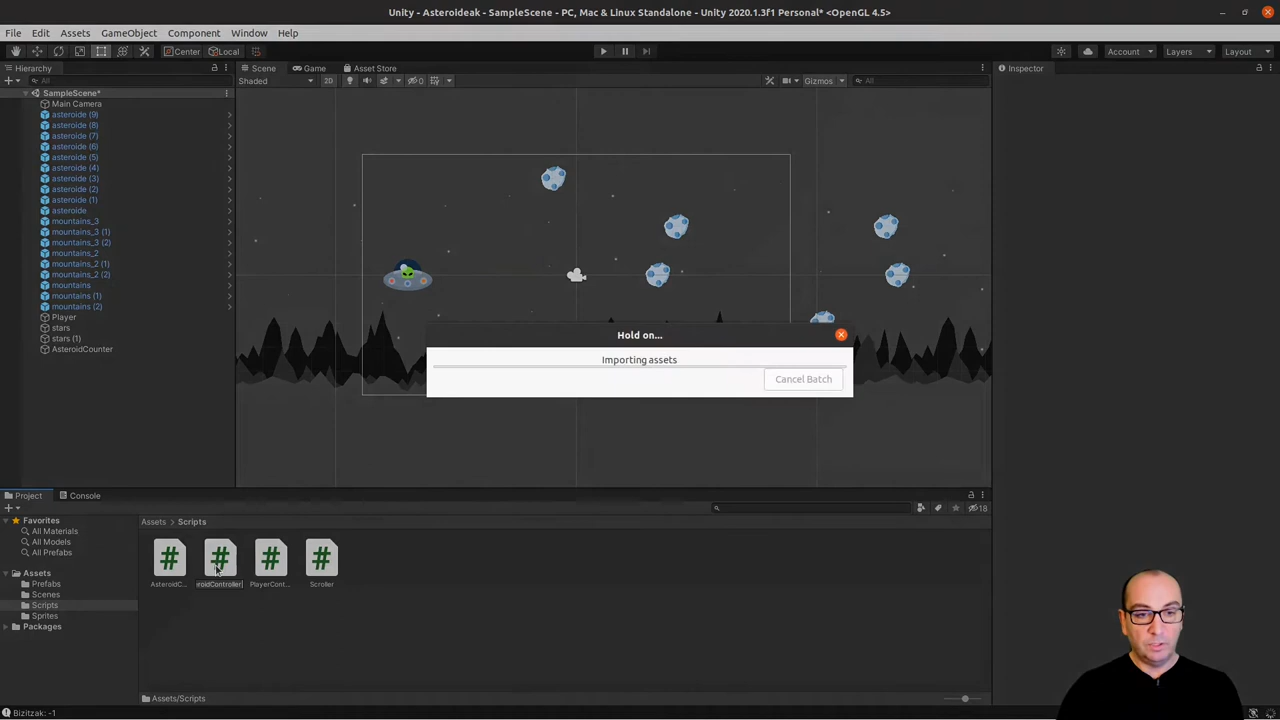 Unity - Asteroideak - SampleScene - PC, Mac & Linux Standalone - Unity 2020.1.3f1 Personal* <OpenGL 4.5>
File Edit Assets GameObject Component Window Help
Center Local Account Layers Layout
Hierarchy Scene Game Asset Store Inspector
All Shaded 2D 0 Gizmos All
SampleScene*
Main Camera
asteroide (9)
asteroide (8)
asteroide (7)
asteroide (6)
asteroide (5)
asteroide (4)
asteroide (3)
asteroide (2)
asteroide (1)
asteroide
mountains_3
mountains_3 (1)
mountains_3 (2)
mountains_2
mountains_2 (1)
mountains_2 (2)
mountains
mountains (1)
mountains (2)
Player
stars
stars (1)
AsteroidCounter
Hold on...
Importing assets
Cancel Batch
Project Console
18
Favorites
All Materials
All Models
All Prefabs
Assets
Prefabs
Scenes
Scripts
Sprites
Packages
Assets > Scripts
# # # #
AsteroidC... roidController PlayerCont... Scroller
Assets/Scripts
Bizitzak: -1